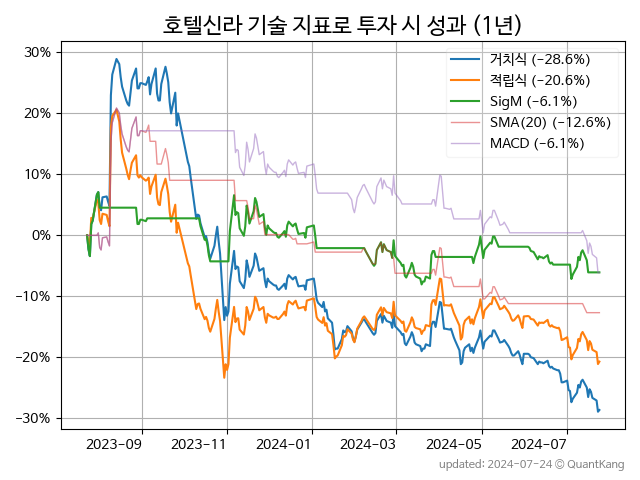 호텔신라 기술 지표로 투자 시 성과 (1년)
30%
20%
10%
0%
−10%
−20%
−30%
거치식 (−28.6%)
적립식 (−20.6%)
SigM (−6.1%)
SMA(20) (−12.6%)
MACD (−6.1%)
2023-09
2023-11
2024-01
2024-03
2024-05
2024-07
updated: 2024-07-24 ⓒ QuantKang